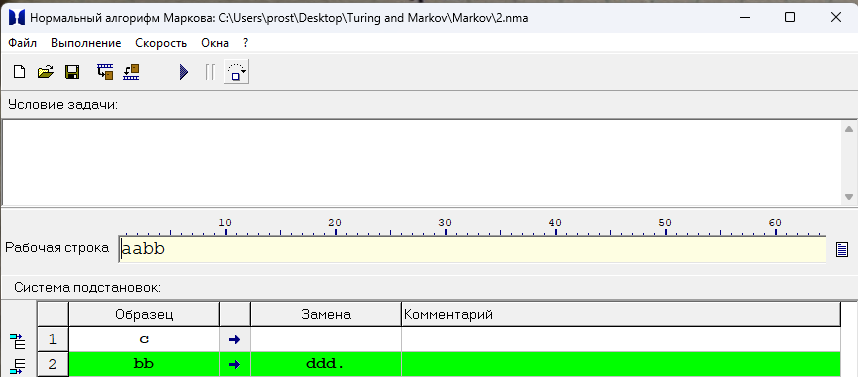 Нормальный алгорифм Маркова: C:\Users\prost\Desktop\Turing and Markov\Markov\2.nma
Файл Выполнение Скорость Окна ?
Условие задачи:
10 20 30 40 50 60
Рабочая строка aabb
Система подстановок:
Образец Замена Комментарий
1 c →
2 bb → ddd.